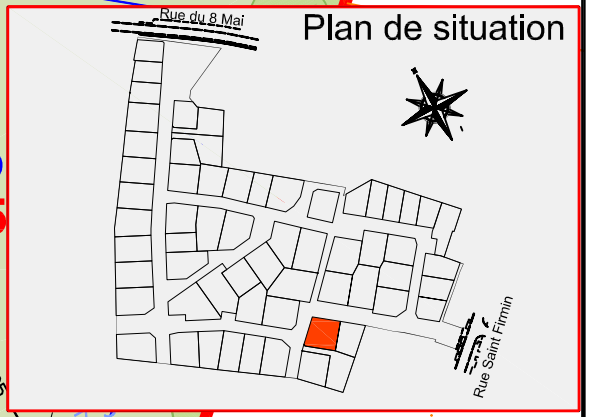 Plan de situation
Rue du 8 Mai
Rue Saint Firmin